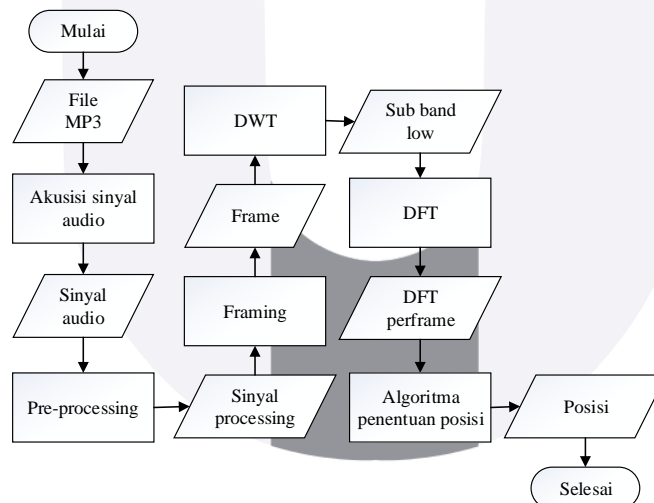 Mulai
File
MP3
Akusisi sinyal
audio
Sinyal
audio
Pre-processing
Sinyal
processing
Framing
Frame
DWT
Sub band
low
DFT
DFT
perframe
Algoritma
penentuan posisi
Posisi
Selesai